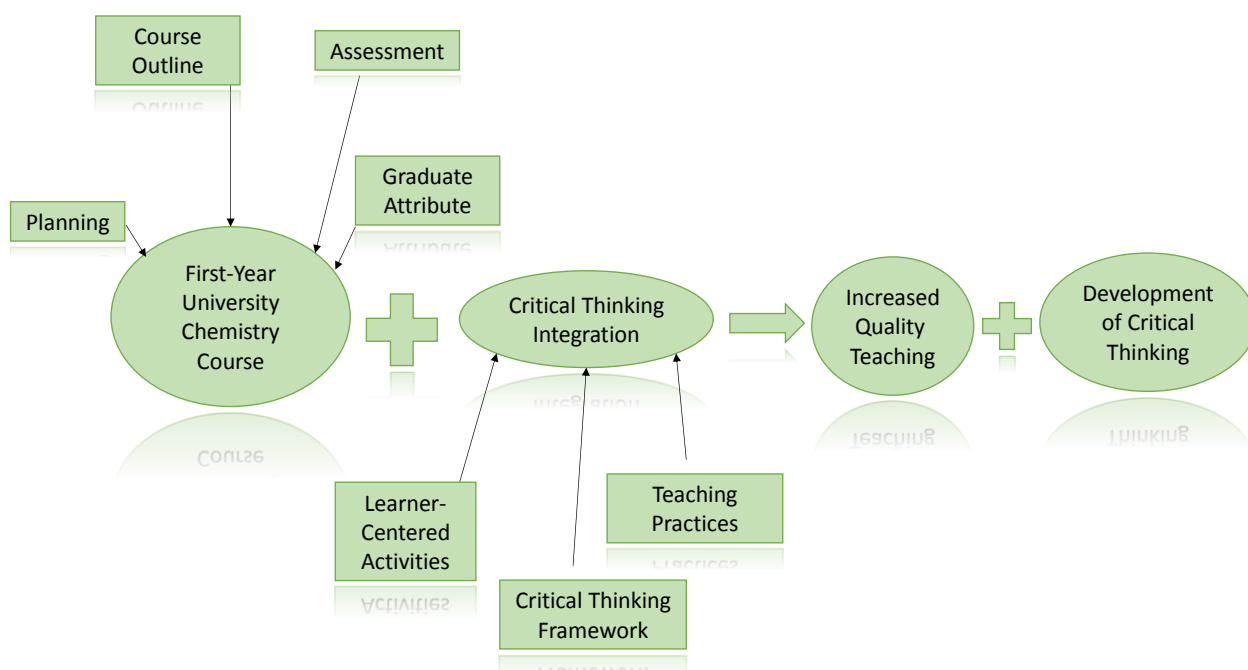 Course
Outline
Assessment
Graduate
Attribute
Planning
First-Year
University
Chemistry
Course
Critical Thinking
Integration
Increased
Quality
Teaching
Development
of Critical
Thinking
Learner-
Centered
Activities
Teaching
Practices
Critical Thinking
Framework